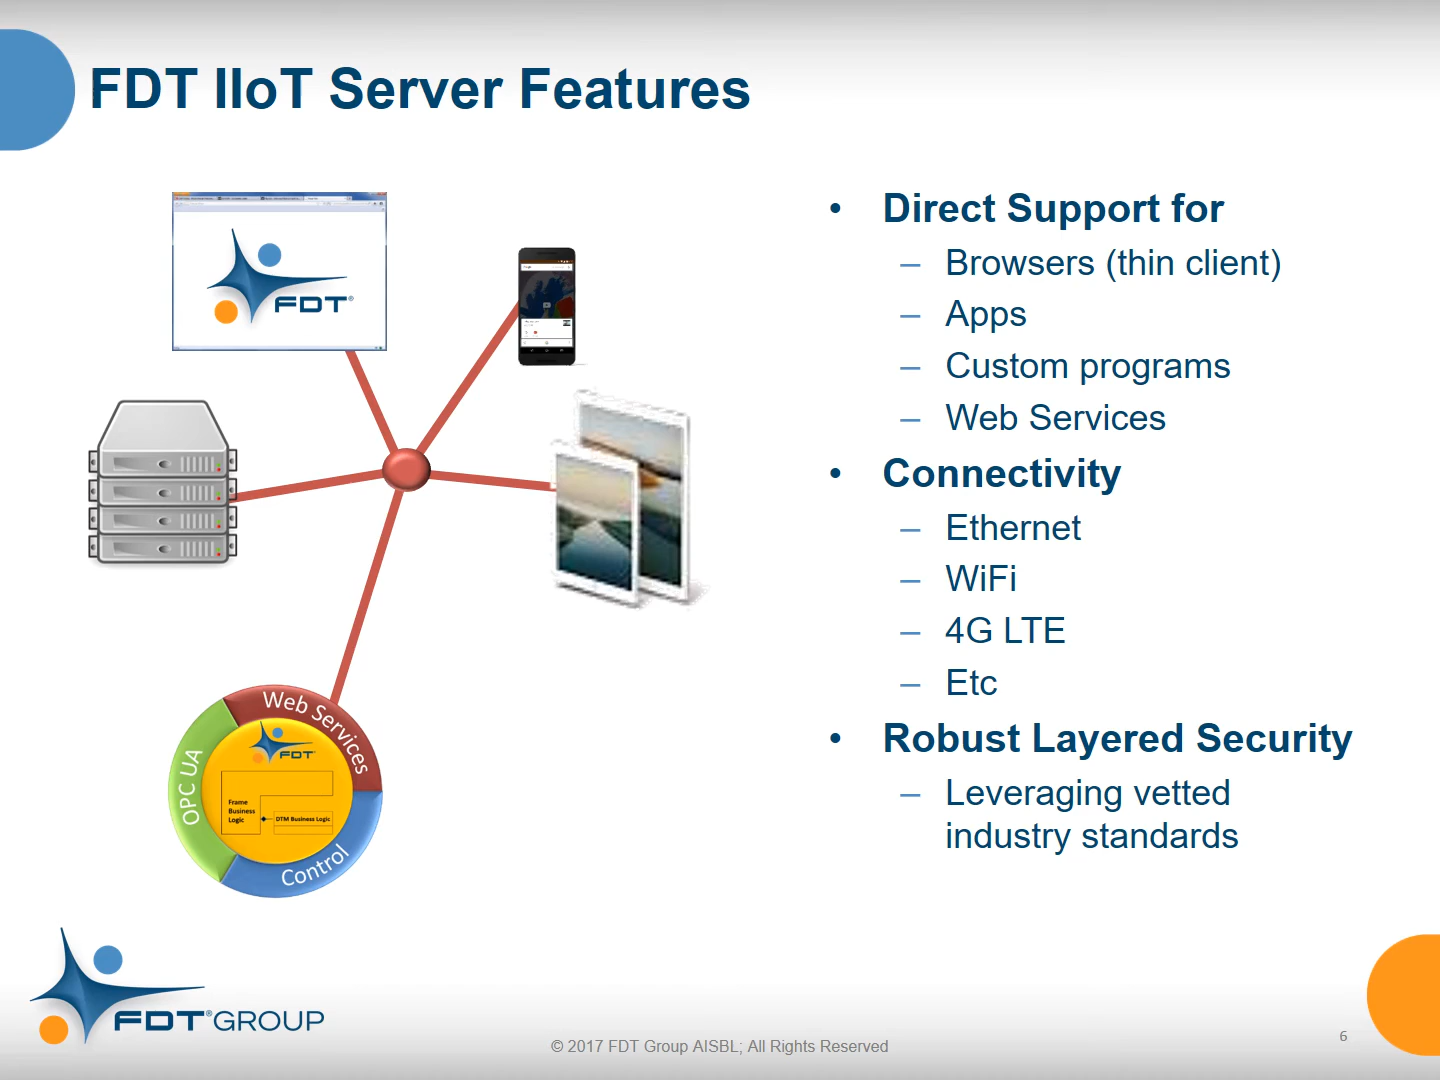 FDT IIoT Server Features
FDT®
Web Services
OPC UA
Control
FDT
Frame
Business
Logic
DTM Business Logic
• Direct Support for
– Browsers (thin client)
– Apps
– Custom programs
– Web Services
• Connectivity
– Ethernet
– WiFi
– 4G LTE
– Etc
• Robust Layered Security
– Leveraging vetted
industry standards
FDT®GROUP
© 2017 FDT Group AISBL; All Rights Reserved
6